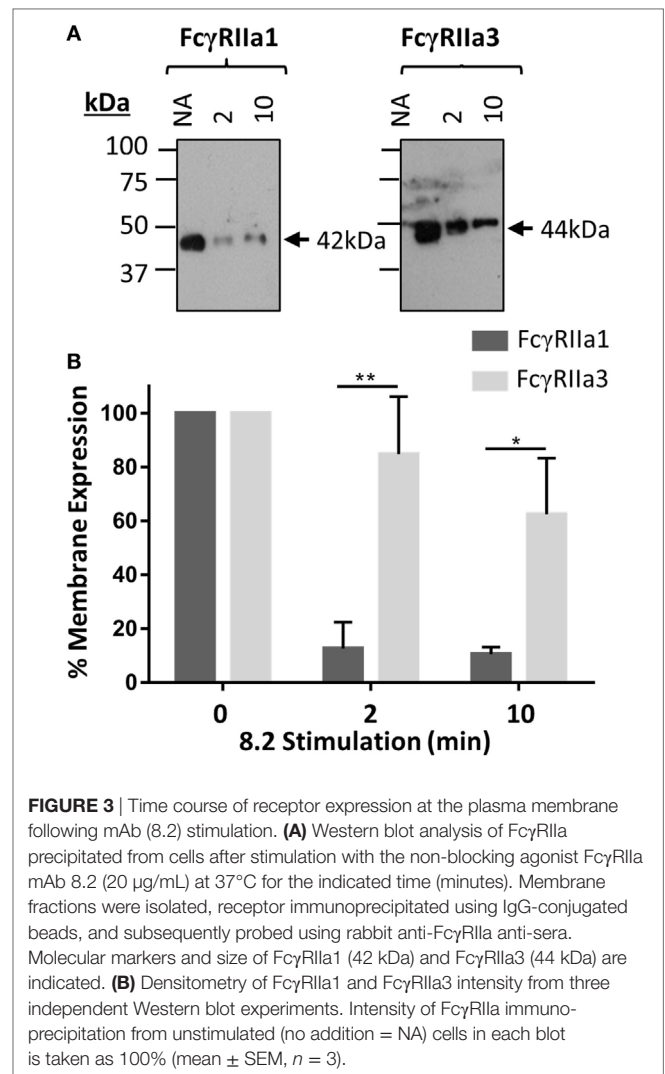 A
FcγRIIa1 FcγRIIa3
kDa
NA 2 10 NA 2 10
100
75
50
37
42kDa 44kDa
FcγRIIa1
FcγRIIa3
B
**
*
100
80
60
40
20
0
% Membrane Expression
0 2 10
8.2 Stimulation (min)
FIGURE 3 | Time course of receptor expression at the plasma membrane
following mAb (8.2) stimulation. (A) Western blot analysis of FcγRIIa
precipitated from cells after stimulation with the non-blocking agonist FcγRIIa
mAb 8.2 (20 µg/mL) at 37°C for the indicated time (minutes). Membrane
fractions were isolated, receptor immunoprecipitated using IgG-conjugated
beads, and subsequently probed using rabbit anti-FcγRIIa anti-sera.
Molecular markers and size of FcγRIIa1 (42 kDa) and FcγRIIa3 (44 kDa) are
indicated. (B) Densitometry of FcγRIIa1 and FcγRIIa3 intensity from three
independent Western blot experiments. Intensity of FcγRIIa immuno-
precipitation from unstimulated (no addition = NA) cells in each blot
is taken as 100% (mean ± SEM, n = 3).